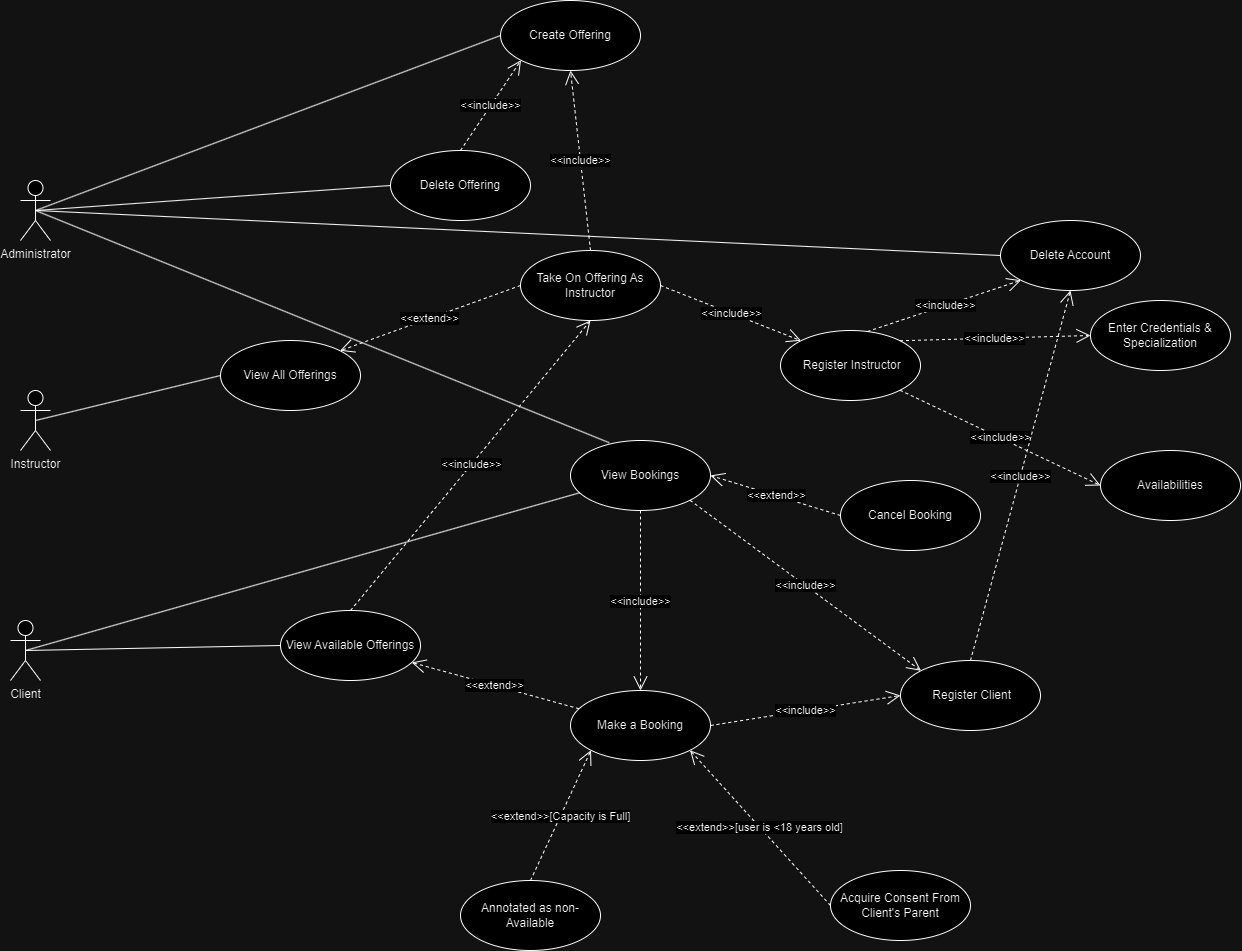 Create Offering
<<include>>
<<include>>
Delete Offering
Administrator
Delete Account
Take On Offering As
Instructor
<<include>>
<<include>>
<<extend>>
Enter Credentials &
Specialization
<<include>>
Register Instructor
View All Offerings
Instructor
<<include>>
<<include>>
View Bookings
<<include>>
Availabilities
<<extend>>
Cancel Booking
<<include>>
<<include>>
View Available Offerings
Client
<<extend>>
Register Client
<<include>>
Make a Booking
<<extend>>[Capacity is Full]
<<extend>>[user is <18 years old]
Acquire Consent From
Client's Parent
Annotated as non-
Available